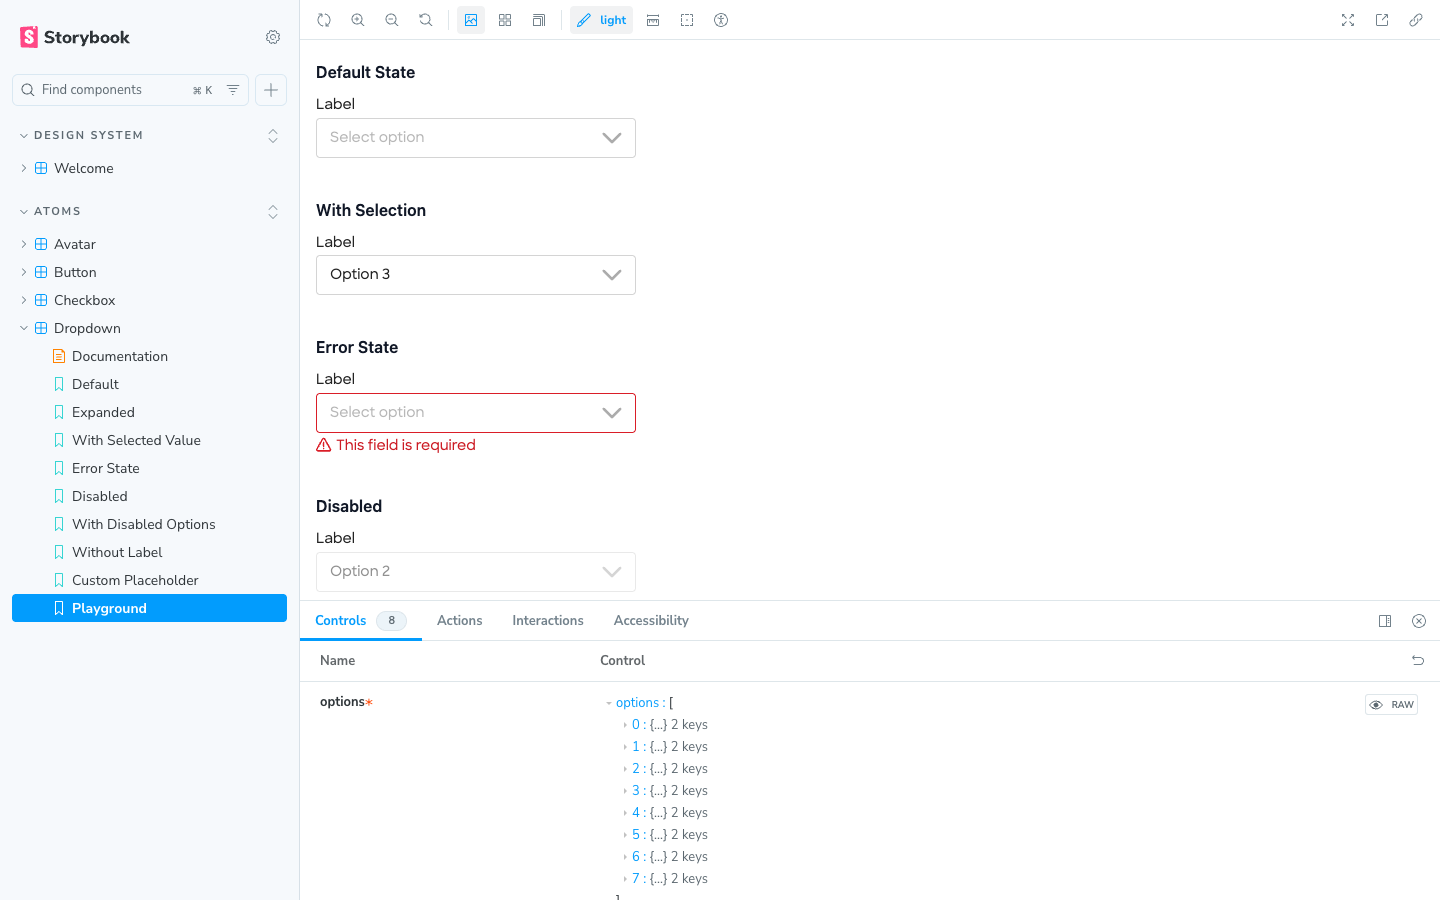 Storybook
Find components
⌘ K
DESIGN SYSTEM
Welcome
ATOMS
Avatar
Button
Checkbox
Dropdown
Documentation
Default
Expanded
With Selected Value
Error State
Disabled
With Disabled Options
Without Label
Custom Placeholder
Playground
light
Default State
Label
Select option
With Selection
Label
Option 3
Error State
Label
Select option
This field is required
Disabled
Label
Option 2
Controls 8 Actions Interactions Accessibility
Name Control
options*
options : [
0 : {...} 2 keys
1 : {...} 2 keys
2 : {...} 2 keys
3 : {...} 2 keys
4 : {...} 2 keys
5 : {...} 2 keys
6 : {...} 2 keys
7 : {...} 2 keys
]
RAW